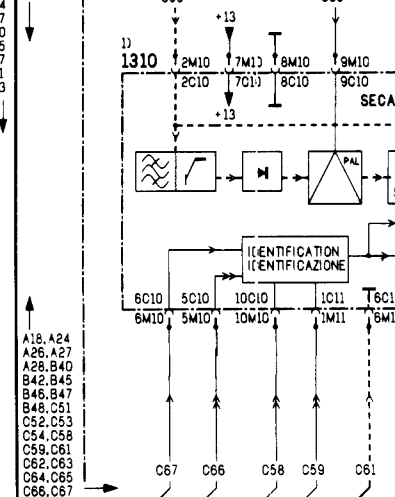 +13
1)
1310
2M10 7M10 8M10 9M10
2C10 7C10 8C10 9C10
SECA
+13
PAL
IDENTIFICATION
IDENTIFICAZIONE
6C10 5C10 10C10 1C11 6C1
6M10 5M10 10M10 1M11 6M1
A18,A24
A26,A27
A28,B40
B42,B45
B46,B47
B48,C51
C52,C53
C54,C58
C59,C61
C62,C63
C64,C65
C66,C67
C67 C66 C58 C59 C61